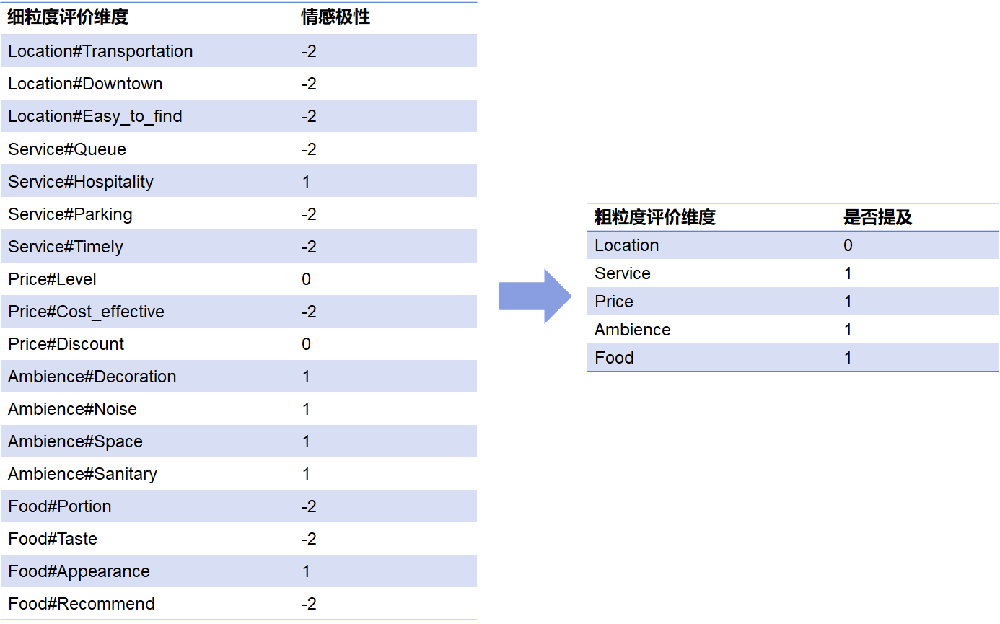 细粒度评价维度 情感极性
Location#Transportation -2
Location#Downtown -2
Location#Easy_to_find -2
Service#Queue -2
Service#Hospitality 1
Service#Parking -2
Service#Timely -2
Price#Level 0
Price#Cost_effective -2
Price#Discount 0
Ambience#Decoration 1
Ambience#Noise 1
Ambience#Space 1
Ambience#Sanitary 1
Food#Portion -2
Food#Taste -2
Food#Appearance 1
Food#Recommend -2
粗粒度评价维度 是否提及
Location 0
Service 1
Price 1
Ambience 1
Food 1